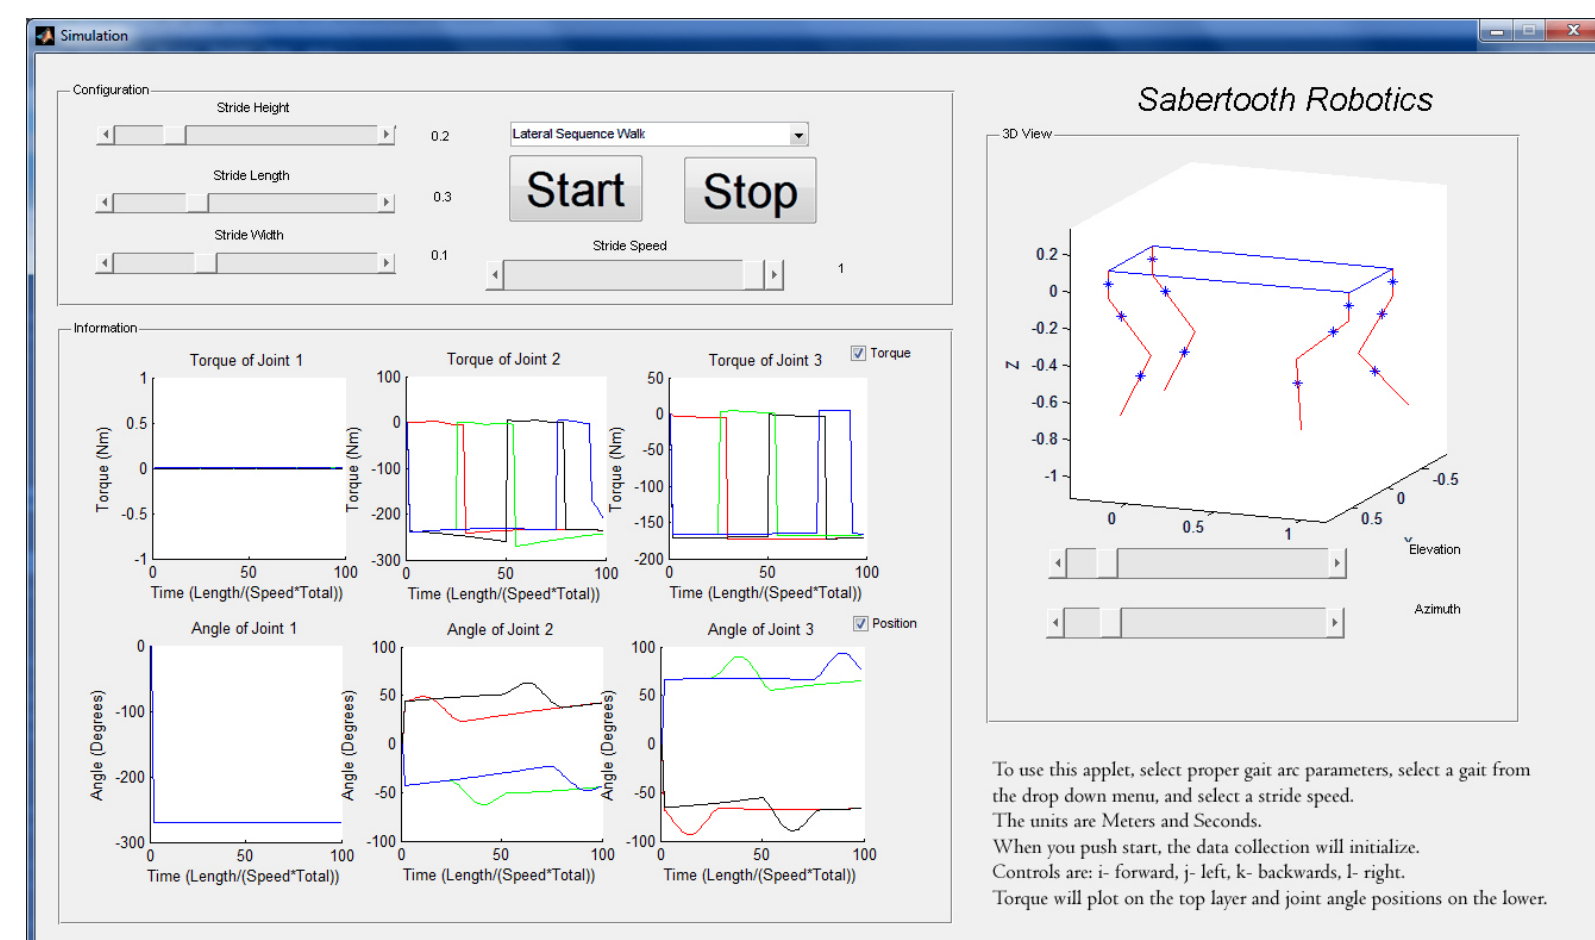 Simulation
Configuration
Stride Height
0.2
Stride Length
0.3
Stride Width
0.1
Lateral Sequence Walk
Start
Stop
Stride Speed
1
Information
Torque of Joint 1
1
0.5
0
-0.5
-1
0
50
100
Torque (Nm)
Time (Length/(Speed*Total))
Torque of Joint 2
100
0
-100
-200
-300
0
50
100
Torque (Nm)
Time (Length/(Speed*Total))
Torque of Joint 3
50
0
-50
-100
-150
-200
0
50
100
Torque (Nm)
Time (Length/(Speed*Total))
Torque
Angle of Joint 1
0
-100
-200
-300
0
50
100
Angle (Degrees)
Time (Length/(Speed*Total))
Angle of Joint 2
100
50
0
-50
-100
0
50
100
Angle (Degrees)
Time (Length/(Speed*Total))
Angle of Joint 3
100
50
0
-50
-100
0
50
100
Angle (Degrees)
Time (Length/(Speed*Total))
Position
Sabertooth Robotics
3D View
0.2
0
-0.2
-0.4
-0.6
-0.8
-1
Z
0
0.5
1
0.5
0
-0.5
Elevation
Azimuth
To use this applet, select proper gait arc parameters, select a gait from
the drop down menu, and select a stride speed.
The units are Meters and Seconds.
When you push start, the data collection will initialize.
Controls are: i- forward, j- left, k- backwards, l- right.
Torque will plot on the top layer and joint angle positions on the lower.